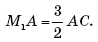 M₁A = 3/2 AC.